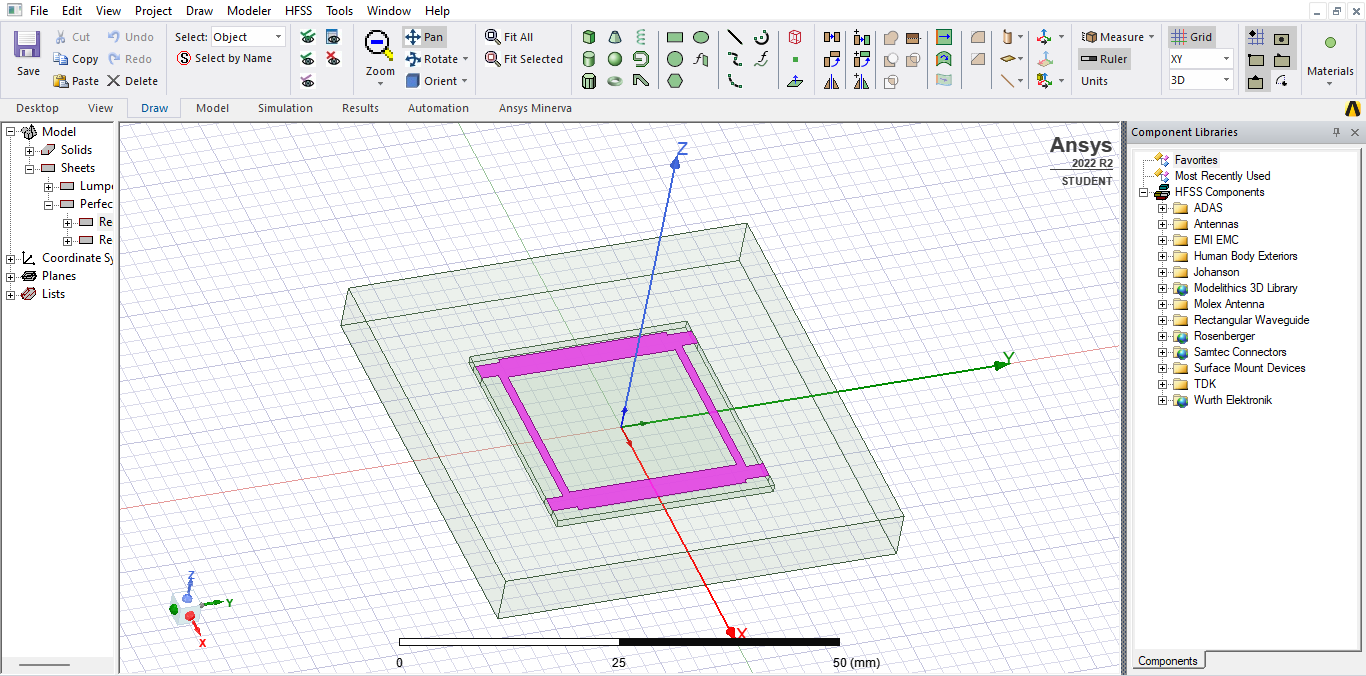 File Edit View Project Draw Modeler HFSS Tools Window Help
Save
Cut
Copy
Paste
Undo
Redo
Delete
Select: Object
Select by Name
Zoom
Pan
Rotate
Orient
Fit All
Fit Selected
Measure
Ruler
Units
Grid
XY
3D
Materials
Desktop View Draw Model Simulation Results Automation Ansys Minerva
Model
Solids
Sheets
Lump
Perfec
Re
Re
Coordinate Sy
Planes
Lists
Ansys
2022 R2
STUDENT
Z
Y
X
Z
Y
X
0 25 50 (mm)
Component Libraries
Favorites
Most Recently Used
HFSS Components
ADAS
Antennas
EMI EMC
Human Body Exteriors
Johanson
Modelithics 3D Library
Molex Antenna
Rectangular Waveguide
Rosenberger
Samtec Connectors
Surface Mount Devices
TDK
Wurth Elektronik
Components